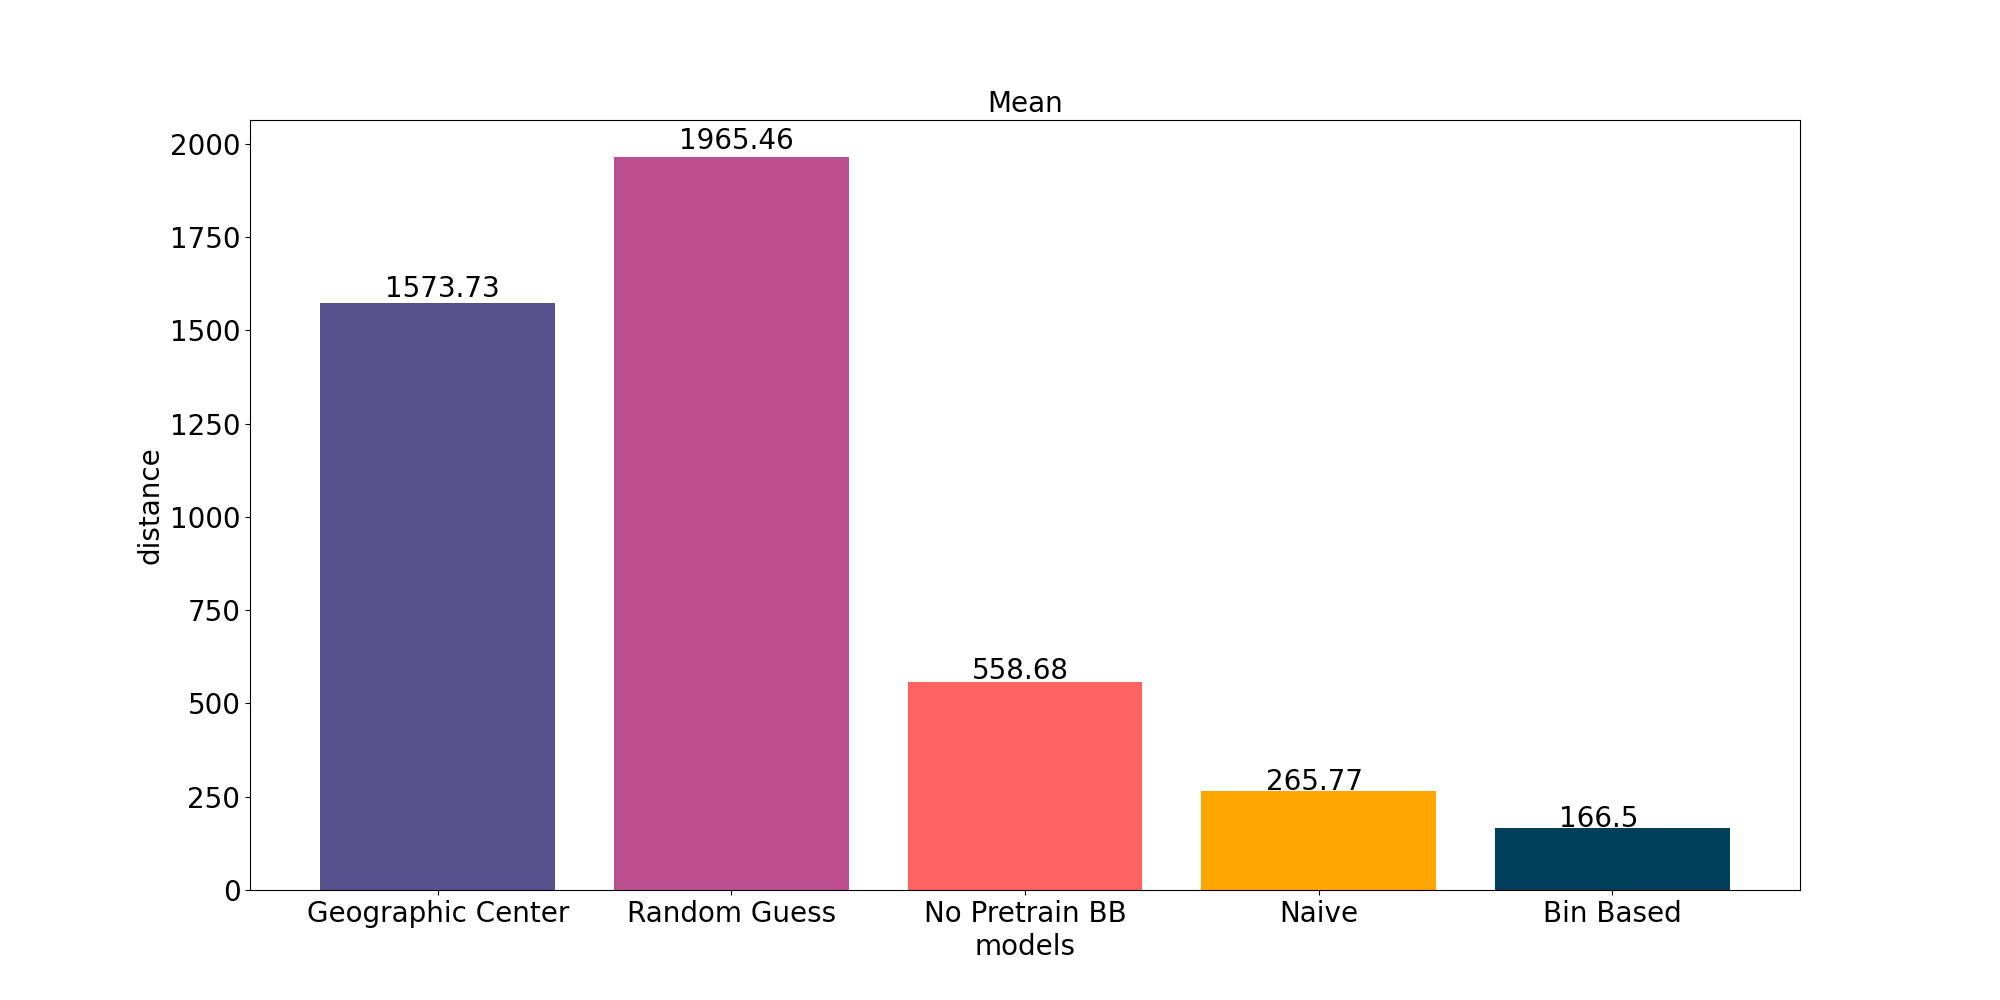 Mean
2000
1750
1500
1250
1000
750
500
250
0
distance
1573.73
1965.46
558.68
265.77
166.5
Geographic Center
Random Guess
No Pretrain BB
Naive
Bin Based
models